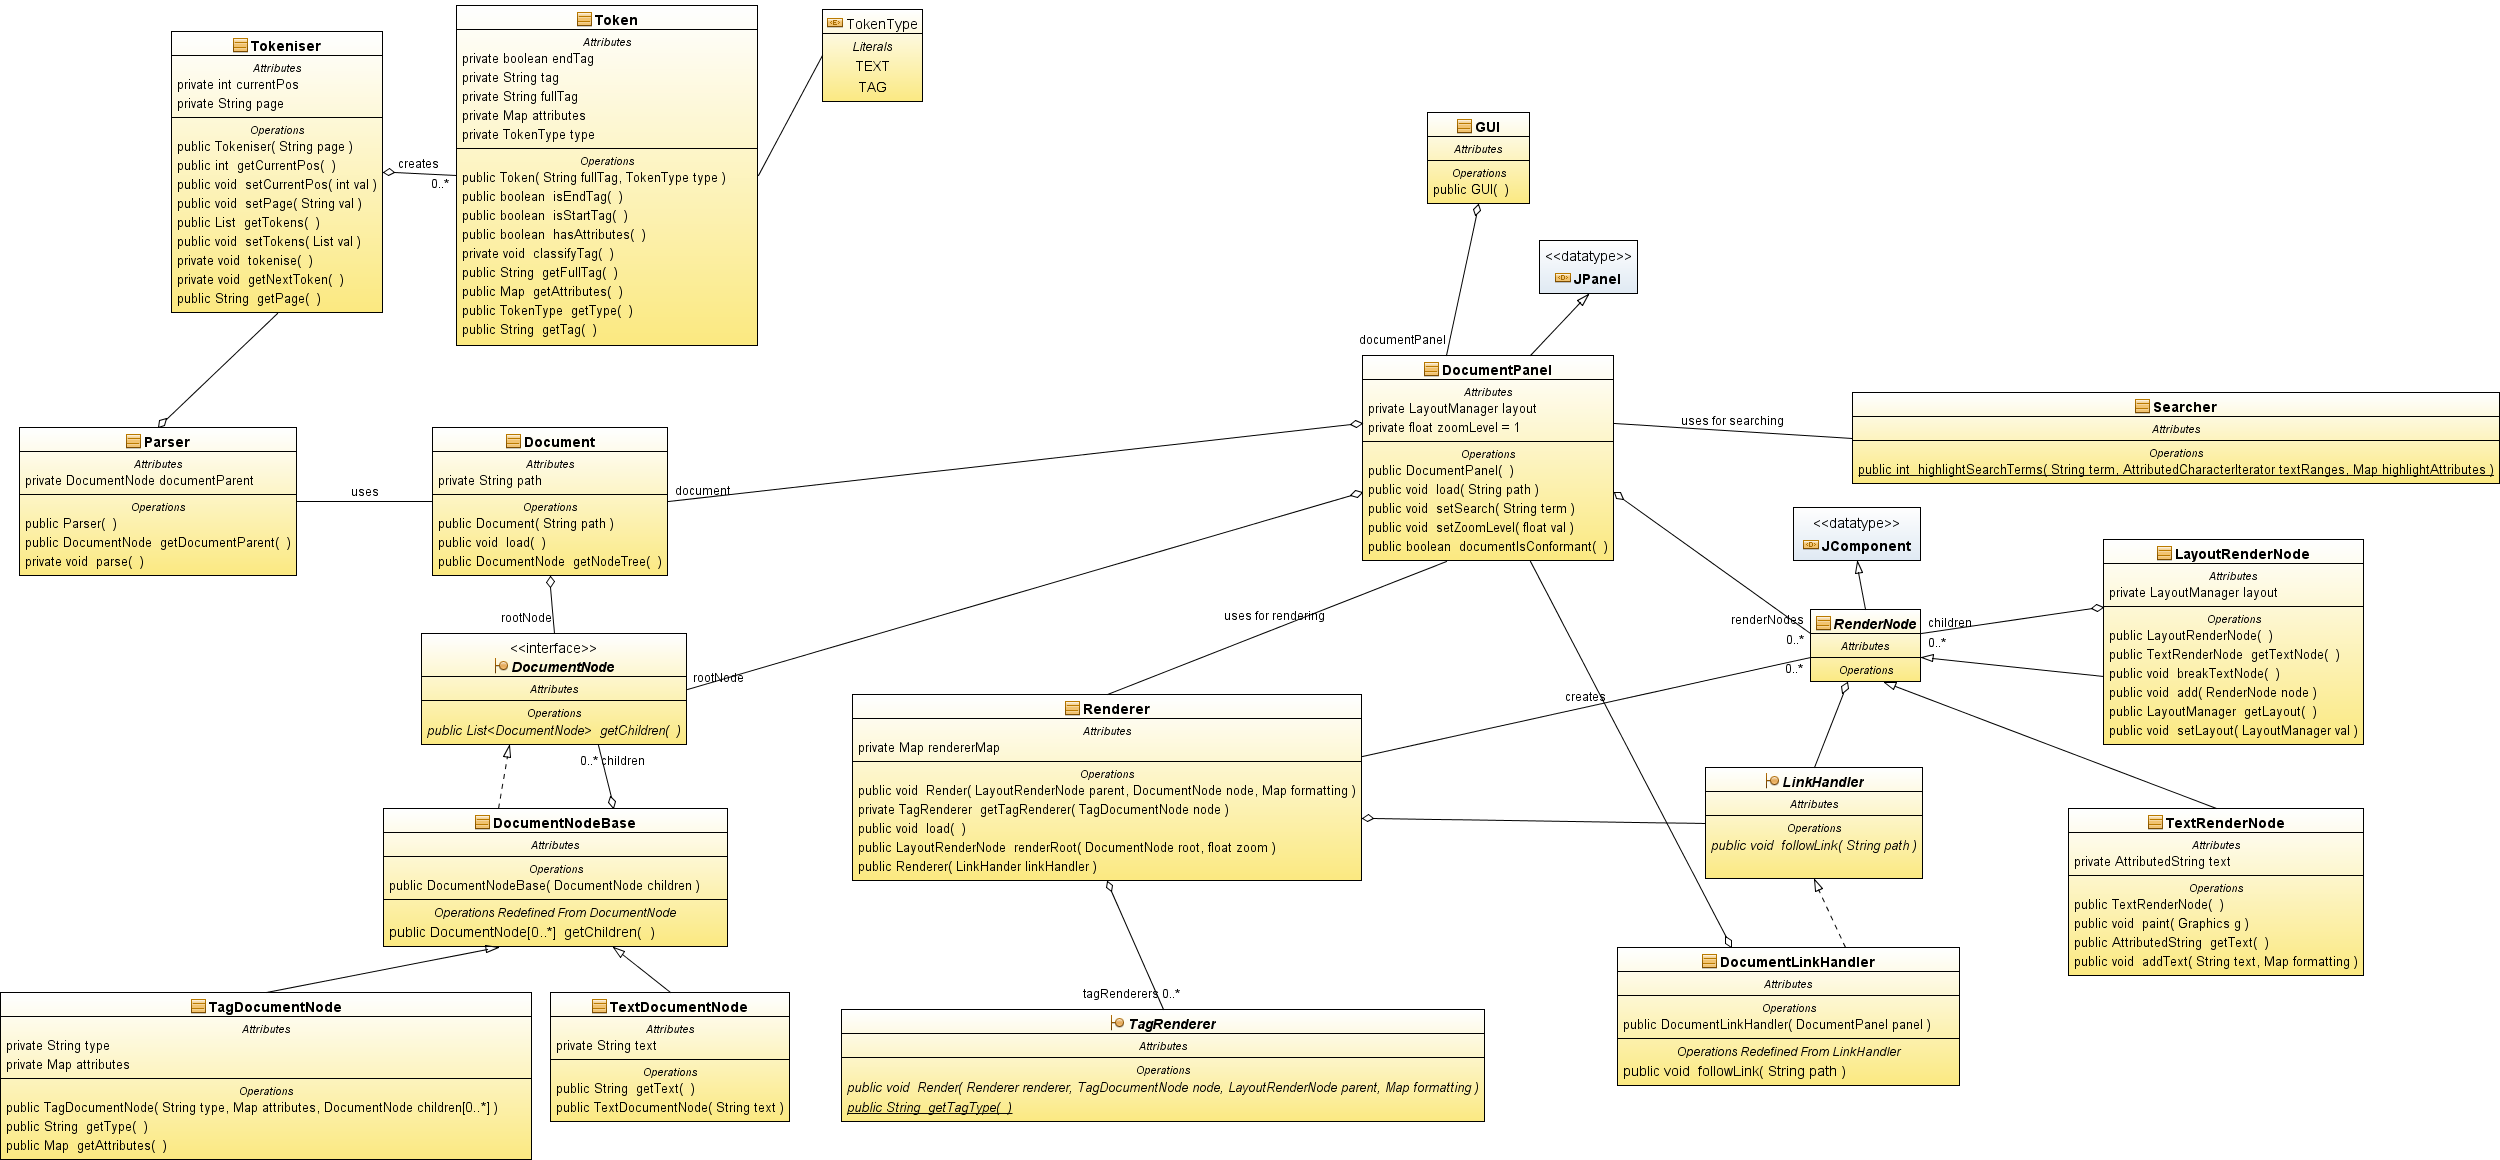 Tokeniser
Attributes
private int currentPos
private String page
Operations
public Tokeniser( String page )
public int  getCurrentPos(  )
public void  setCurrentPos( int val )
public void  setPage( String val )
public List  getTokens(  )
public void  setTokens( List val )
private void  tokenise(  )
private void  getNextToken(  )
public String  getPage(  )
creates
0..*
Token
Attributes
private boolean endTag
private String tag
private String fullTag
private Map attributes
private TokenType type
Operations
public Token( String fullTag, TokenType type )
public boolean  isEndTag(  )
public boolean  isStartTag(  )
public boolean  hasAttributes(  )
private void  classifyTag(  )
public String  getFullTag(  )
public Map  getAttributes(  )
public TokenType  getType(  )
public String  getTag(  )
<E> TokenType
Literals
TEXT
TAG
GUI
Attributes
Operations
public GUI(  )
<<datatype>>
<D> JPanel
documentPanel
DocumentPanel
Attributes
private LayoutManager layout
private float zoomLevel = 1
Operations
public DocumentPanel(  )
public void  load( String path )
public void  setSearch( String term )
public void  setZoomLevel( float val )
public boolean  documentIsConformant(  )
uses for searching
Searcher
Attributes
Operations
public int  highlightSearchTerms( String term, AttributedCharacterIterator textRanges, Map highlightAttributes )
Parser
Attributes
private DocumentNode documentParent
Operations
public Parser(  )
public DocumentNode  getDocumentParent(  )
private void  parse(  )
uses
Document
Attributes
private String path
Operations
public Document( String path )
public void  load(  )
public DocumentNode  getNodeTree(  )
document
rootNode
<<interface>>
DocumentNode
Attributes
Operations
public List<DocumentNode>  getChildren(  )
rootNode
0..* children
uses for rendering
renderNodes
0..*
<<datatype>>
<D> JComponent
RenderNode
Attributes
Operations
children
0..*
0..*
creates
LayoutRenderNode
Attributes
private LayoutManager layout
Operations
public LayoutRenderNode(  )
public TextRenderNode  getTextNode(  )
public void  breakTextNode(  )
public void  add( RenderNode node )
public LayoutManager  getLayout(  )
public void  setLayout( LayoutManager val )
Renderer
Attributes
private Map rendererMap
Operations
public void  Render( LayoutRenderNode parent, DocumentNode node, Map formatting )
private TagRenderer  getTagRenderer( TagDocumentNode node )
public void  load(  )
public LayoutRenderNode  renderRoot( DocumentNode root, float zoom )
public Renderer( LinkHander linkHandler )
LinkHandler
Attributes
Operations
public void  followLink( String path )
DocumentNodeBase
Attributes
Operations
public DocumentNodeBase( DocumentNode children )
Operations Redefined From DocumentNode
public DocumentNode[0..*]  getChildren(  )
TextRenderNode
Attributes
private AttributedString text
Operations
public TextRenderNode(  )
public void  paint( Graphics g )
public AttributedString  getText(  )
public void  addText( String text, Map formatting )
TagDocumentNode
Attributes
private String type
private Map attributes
Operations
public TagDocumentNode( String type, Map attributes, DocumentNode children[0..*] )
public String  getType(  )
public Map  getAttributes(  )
TextDocumentNode
Attributes
private String text
Operations
public String  getText(  )
public TextDocumentNode( String text )
tagRenderers 0..*
TagRenderer
Attributes
Operations
public void  Render( Renderer renderer, TagDocumentNode node, LayoutRenderNode parent, Map formatting )
public String  getTagType(  )
DocumentLinkHandler
Attributes
Operations
public DocumentLinkHandler( DocumentPanel panel )
Operations Redefined From LinkHandler
public void  followLink( String path )